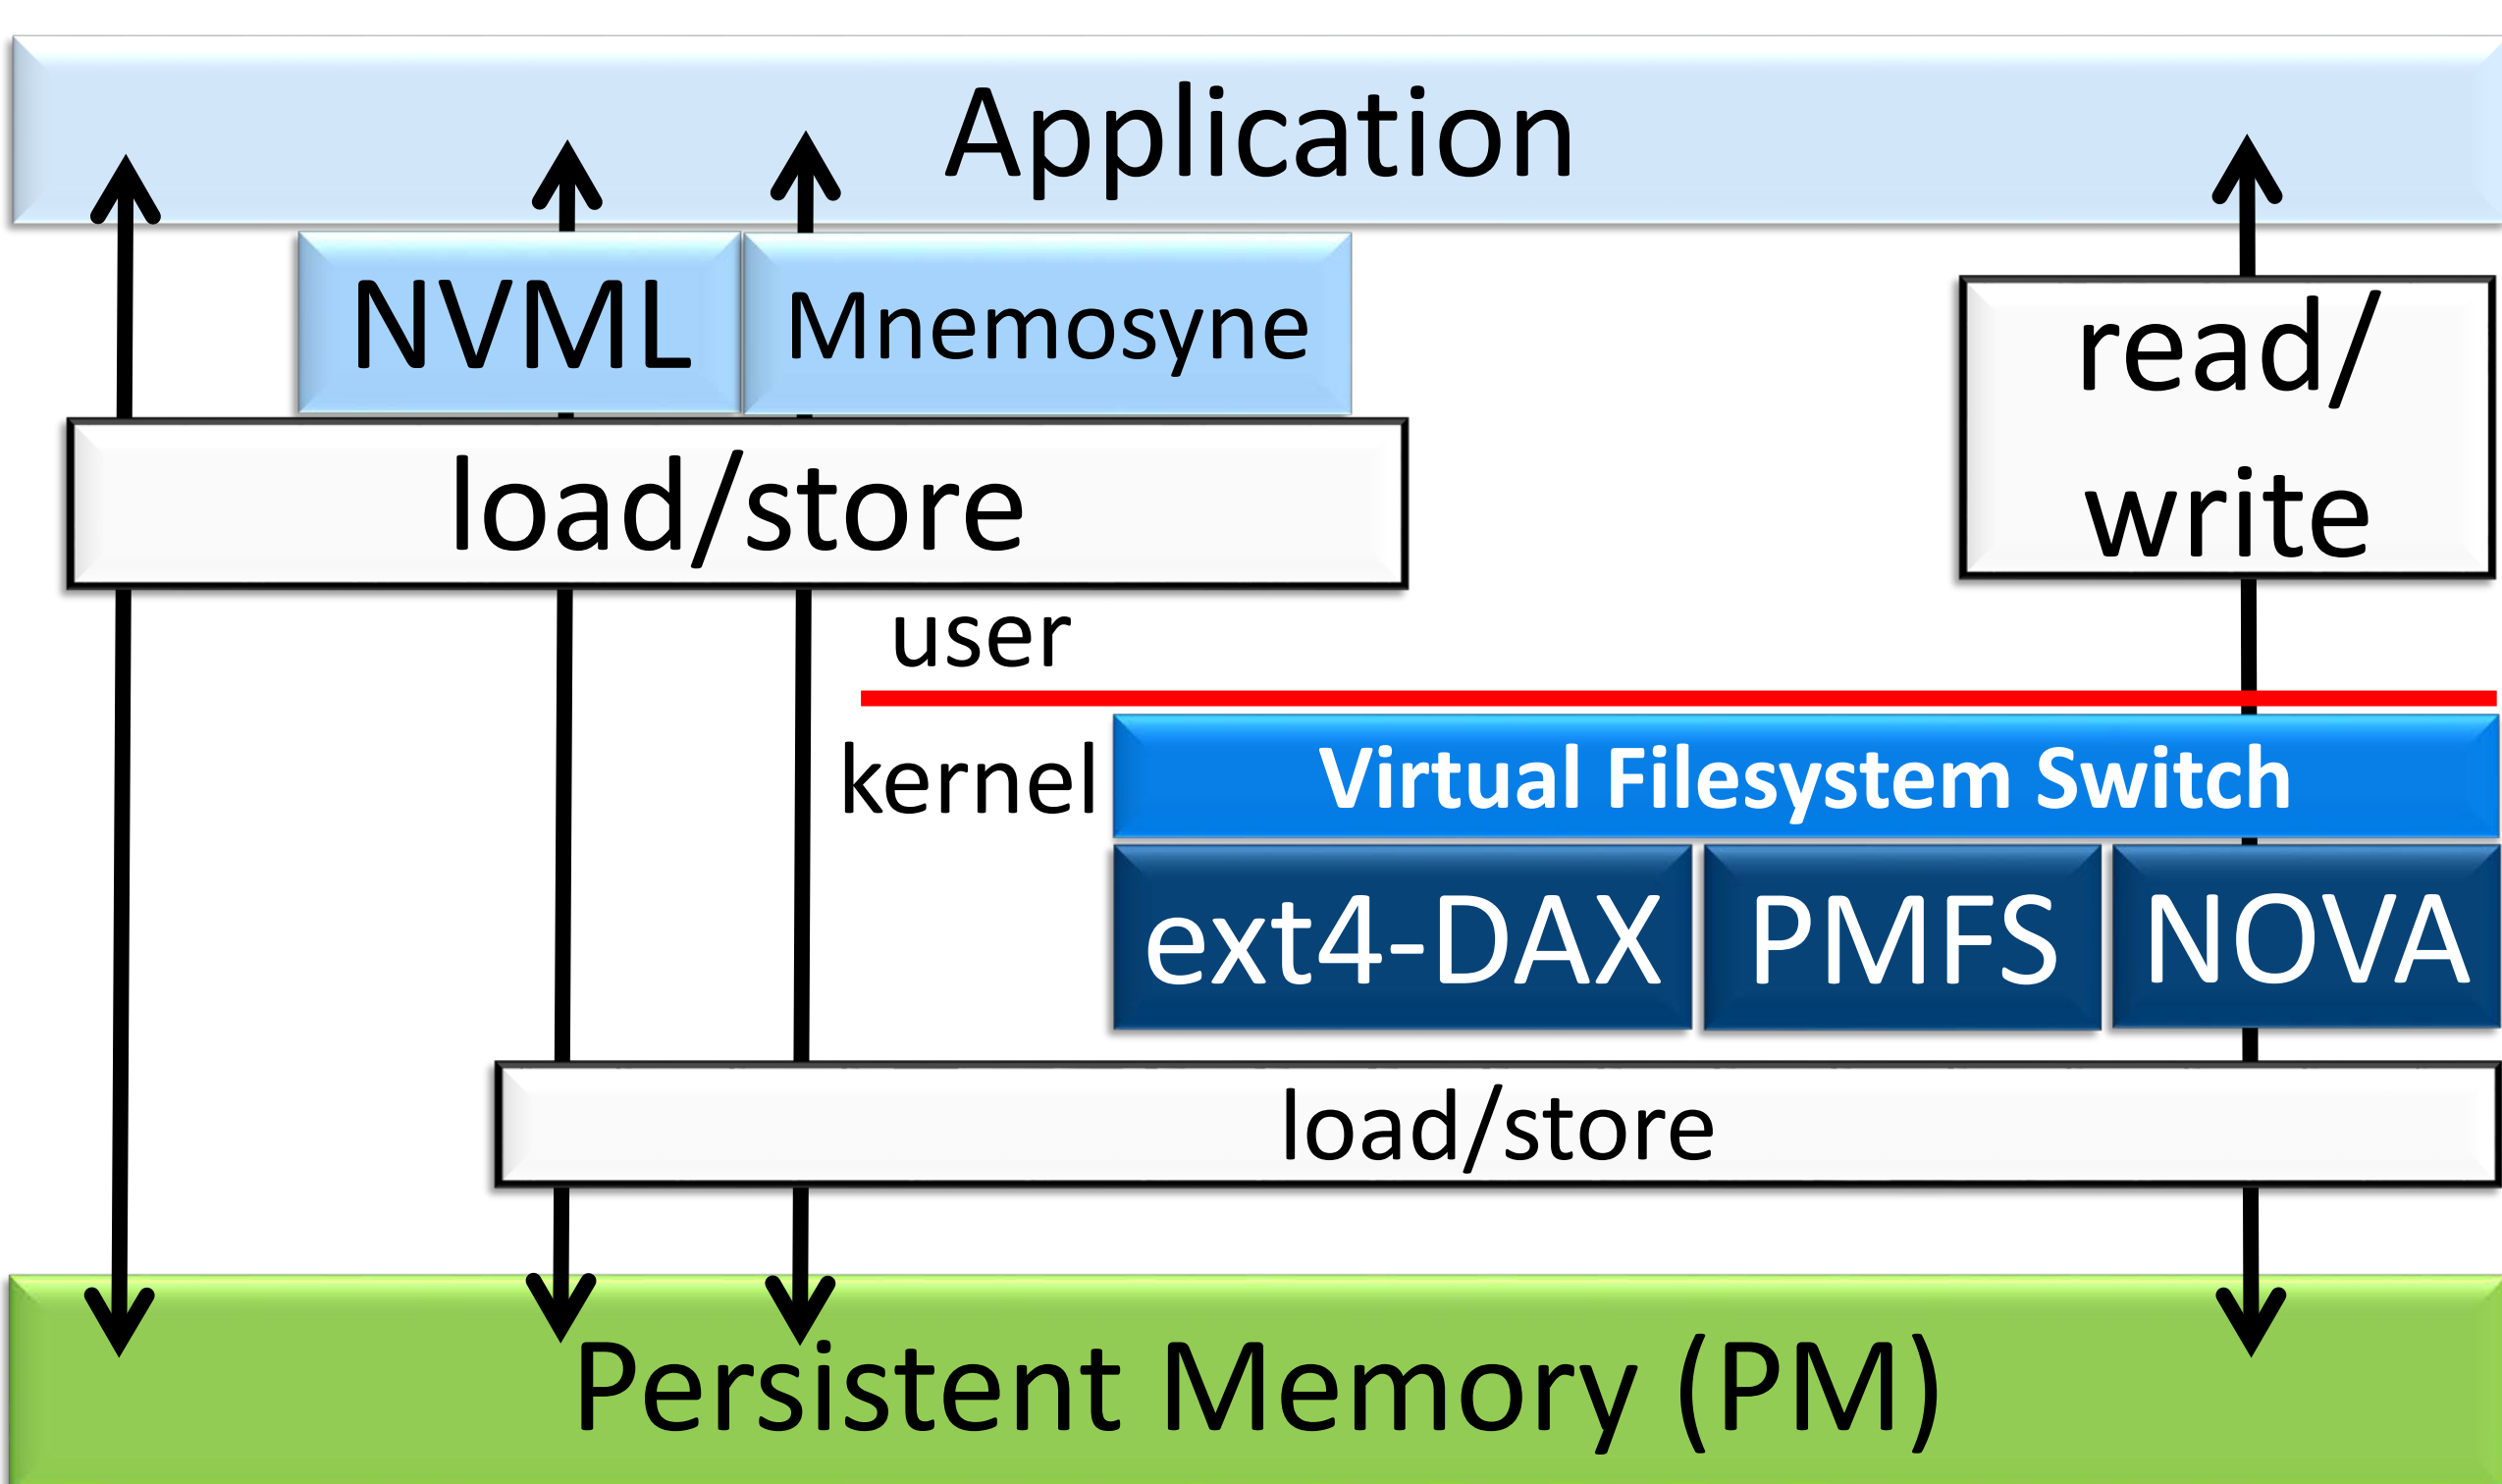 Application
NVML
Mnemosyne
load/store
read/
write
user
kernel
Virtual Filesystem Switch
ext4-DAX
PMFS
NOVA
load/store
Persistent Memory (PM)